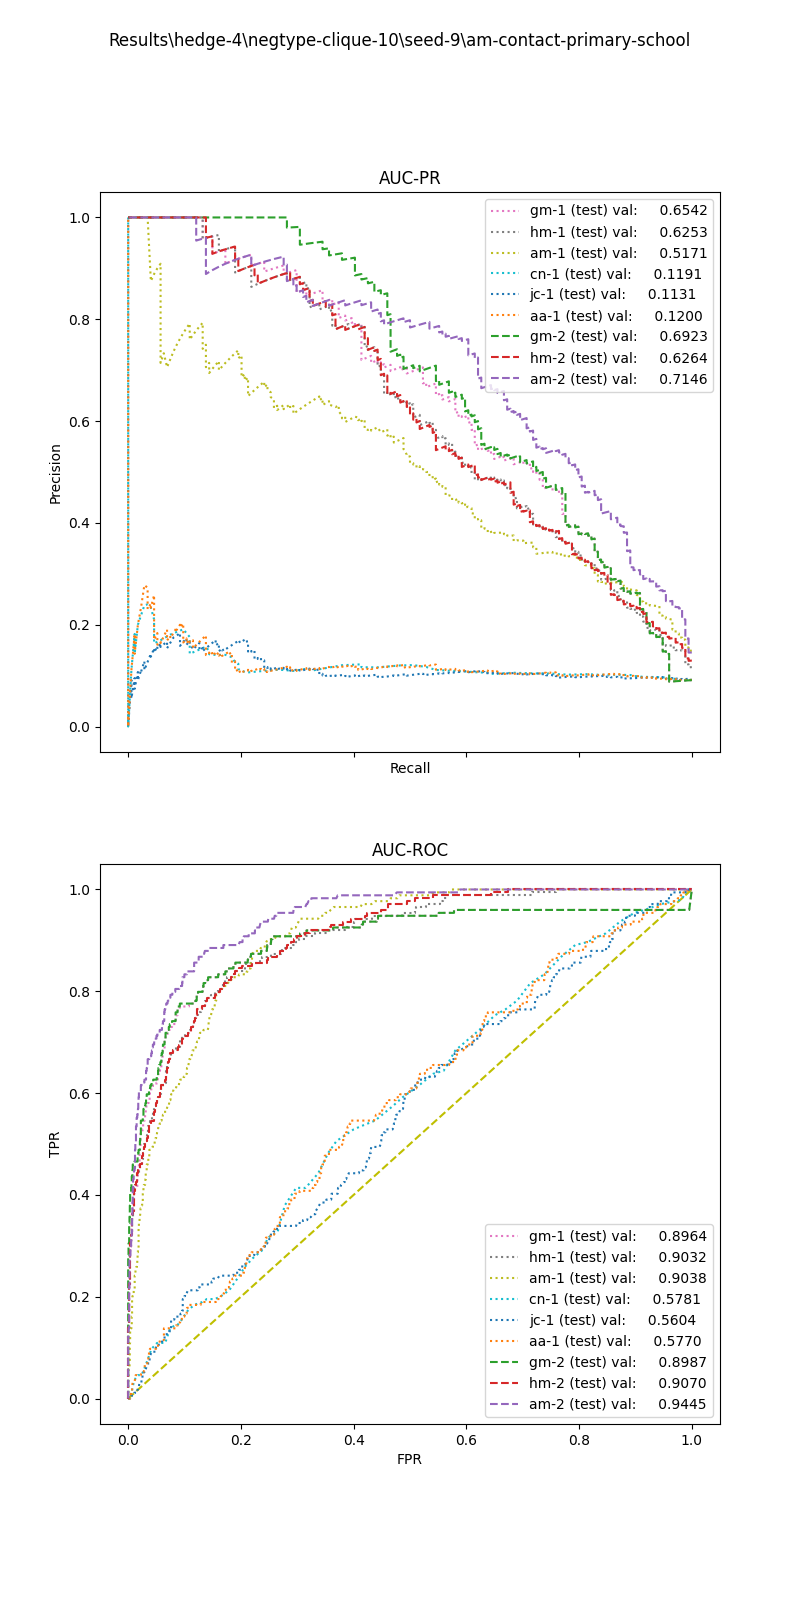 Results\hedge-4\negtype-clique-10\seed-9\am-contact-primary-school
AUC-PR
1.0
0.8
0.6
0.4
0.2
0.0
Precision
Recall
gm-1 (test) val: 0.6542
hm-1 (test) val: 0.6253
am-1 (test) val: 0.5171
cn-1 (test) val: 0.1191
jc-1 (test) val: 0.1131
aa-1 (test) val: 0.1200
gm-2 (test) val: 0.6923
hm-2 (test) val: 0.6264
am-2 (test) val: 0.7146
AUC-ROC
1.0
0.8
0.6
0.4
0.2
0.0
TPR
gm-1 (test) val: 0.8964
hm-1 (test) val: 0.9032
am-1 (test) val: 0.9038
cn-1 (test) val: 0.5781
jc-1 (test) val: 0.5604
aa-1 (test) val: 0.5770
gm-2 (test) val: 0.8987
hm-2 (test) val: 0.9070
am-2 (test) val: 0.9445
0.0 0.2 0.4 0.6 0.8 1.0
FPR